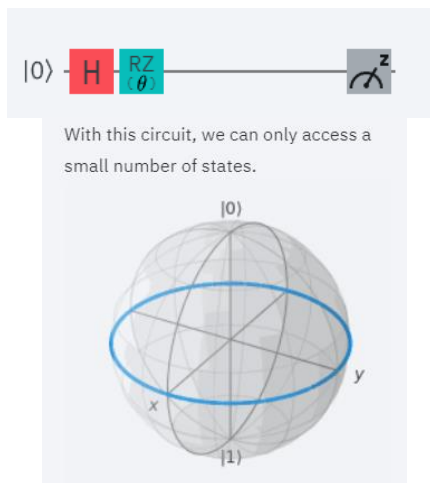 |0⟩ H RZ z
(θ)
With this circuit, we can only access a
small number of states.
|0⟩
y
x
|1⟩